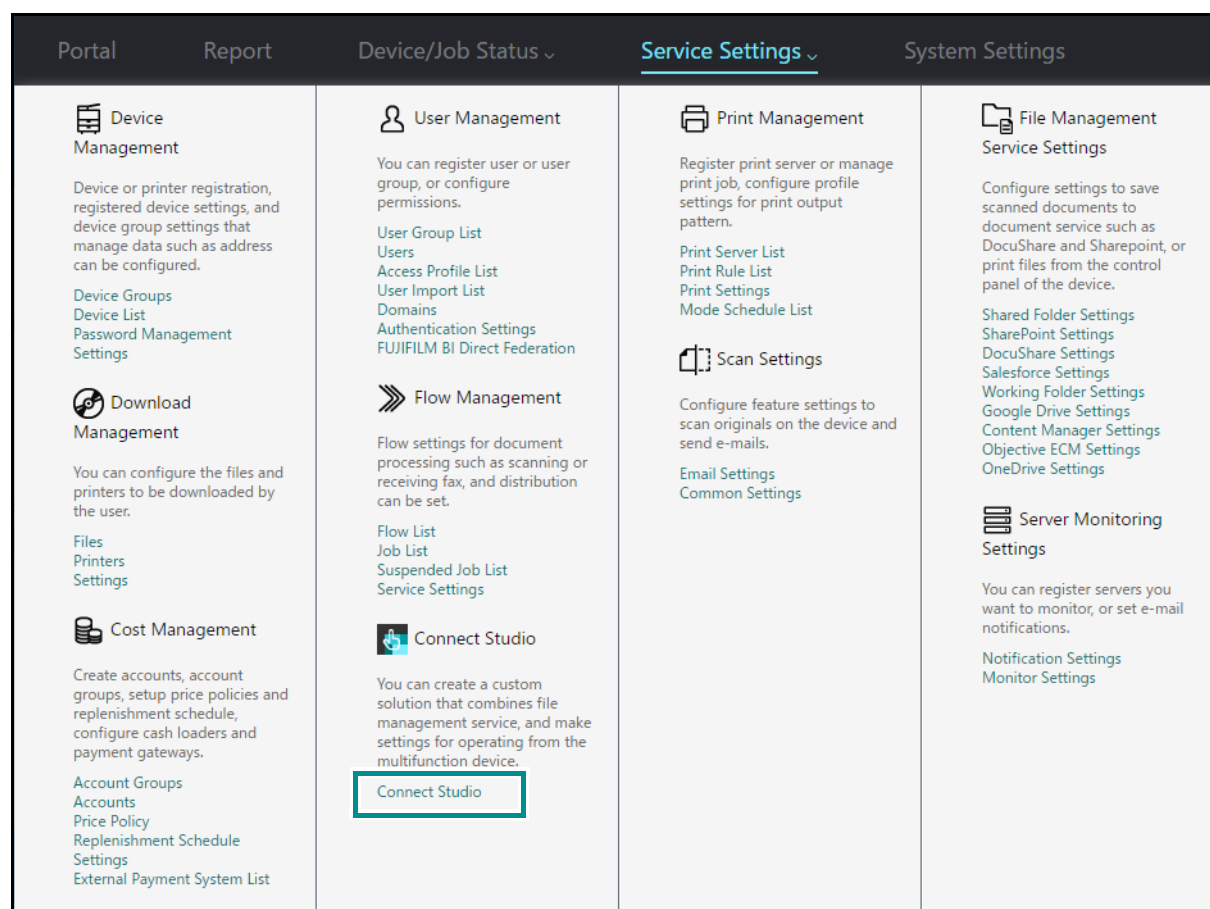 Portal Report Device/Job Status Service Settings System Settings
Device
Management
Device or printer registration,
registered device settings, and
device group settings that
manage data such as address
can be configured.
Device Groups
Device List
Password Management
Settings
Download
Management
You can configure the files and
printers to be downloaded by
the user.
Files
Printers
Settings
Cost Management
Create accounts, account
groups, setup price policies and
replenishment schedule,
configure cash loaders and
payment gateways.
Account Groups
Accounts
Price Policy
Replenishment Schedule
Settings
External Payment System List
User Management
You can register user or user
group, or configure
permissions.
User Group List
Users
Access Profile List
User Import List
Domains
Authentication Settings
FUJIFILM BI Direct Federation
Flow Management
Flow settings for document
processing such as scanning or
receiving fax, and distribution
can be set.
Flow List
Job List
Suspended Job List
Service Settings
Connect Studio
You can create a custom
solution that combines file
management service, and make
settings for operating from the
multifunction device.
Connect Studio
Print Management
Register print server or manage
print job, configure profile
settings for print output
pattern.
Print Server List
Print Rule List
Print Settings
Mode Schedule List
Scan Settings
Configure feature settings to
scan originals on the device and
send e-mails.
Email Settings
Common Settings
File Management
Service Settings
Configure settings to save
scanned documents to
document service such as
DocuShare and Sharepoint, or
print files from the control
panel of the device.
Shared Folder Settings
SharePoint Settings
DocuShare Settings
Salesforce Settings
Working Folder Settings
Google Drive Settings
Content Manager Settings
Objective ECM Settings
OneDrive Settings
Server Monitoring
Settings
You can register servers you
want to monitor, or set e-mail
notifications.
Notification Settings
Monitor Settings